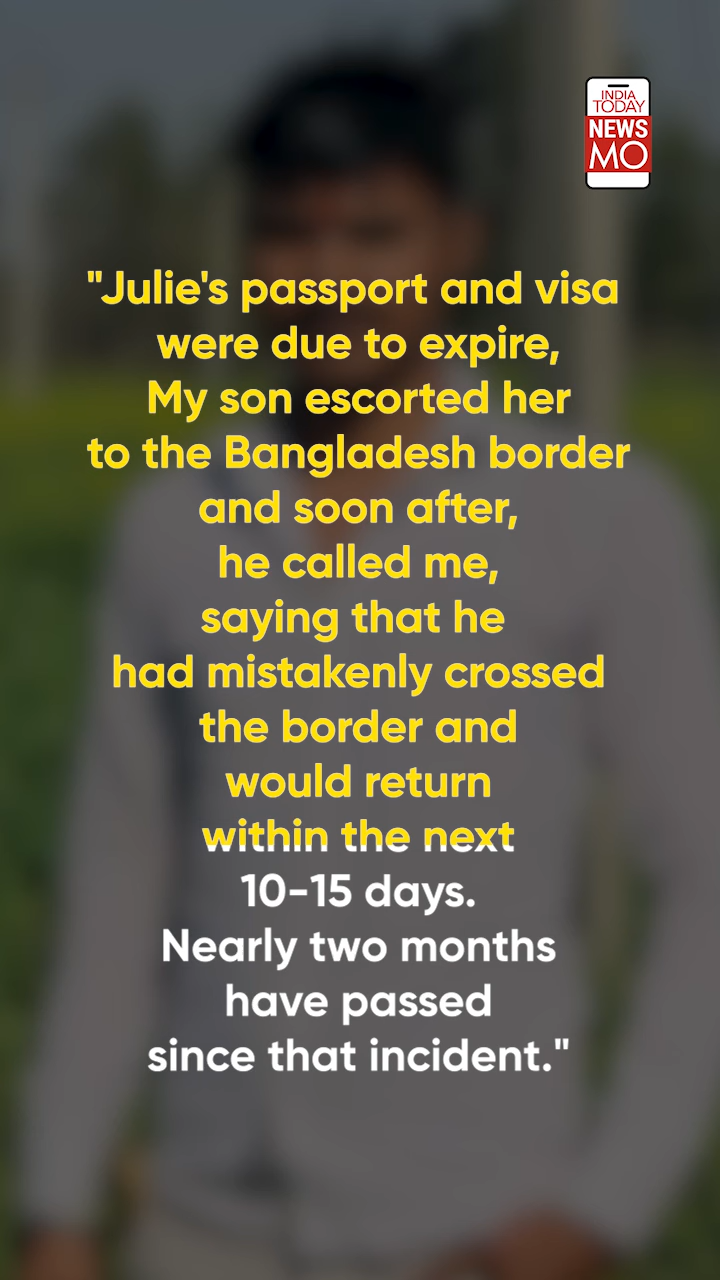 INDIA
TODAY
NEWS
MO
"Julie's passport and visa
were due to expire,
My son escorted her
to the Bangladesh border
and soon after,
he called me,
saying that he
had mistakenly crossed
the border and
would return
within the next
10-15 days.
Nearly two months
have passed
since that incident."